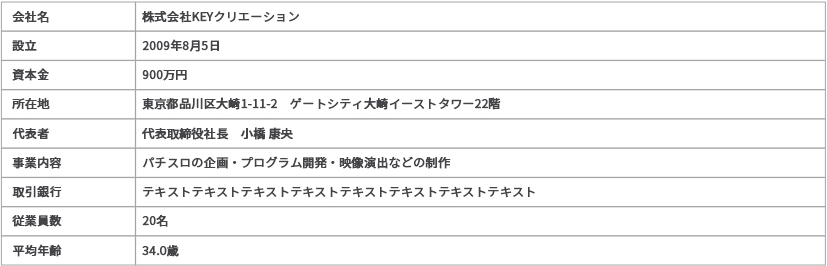 会社名 株式会社KEYクリエーション
設立 2009年8月5日
資本金 900万円
所在地 東京都品川区大崎1-11-2　ゲートシティ大崎イーストタワー22階
代表者 代表取締役社長　小橋 康央
事業内容 パチスロの企画・プログラム開発・映像演出などの制作
取引銀行 テキストテキストテキストテキストテキストテキストテキストテキスト
従業員数 20名
平均年齢 34.0歳